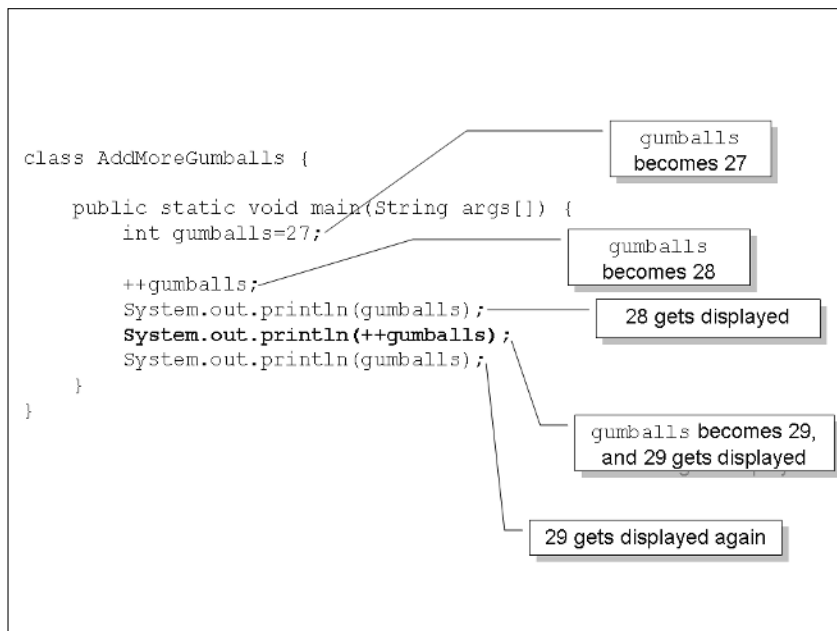 class AddMoreGumballs {
public static void main(String args[]) {
int gumballs=27;
++gumballs;
System.out.println(gumballs);
System.out.println(++gumballs);
System.out.println(gumballs);
}
}
gumballs
becomes 27
gumballs
becomes 28
28 gets displayed
gumballs becomes 29,
and 29 gets displayed
29 gets displayed again